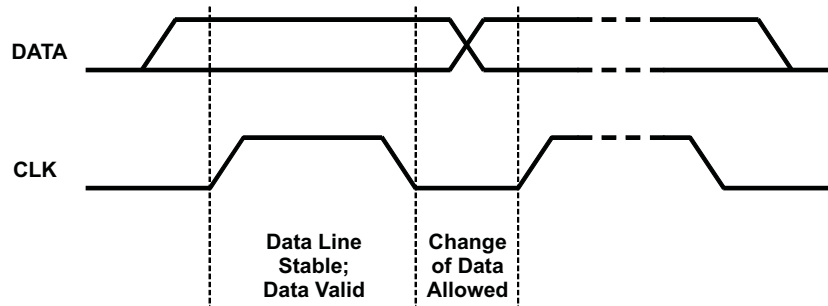 DATA
CLK
Data Line
Stable;
Data Valid
Change
of Data
Allowed